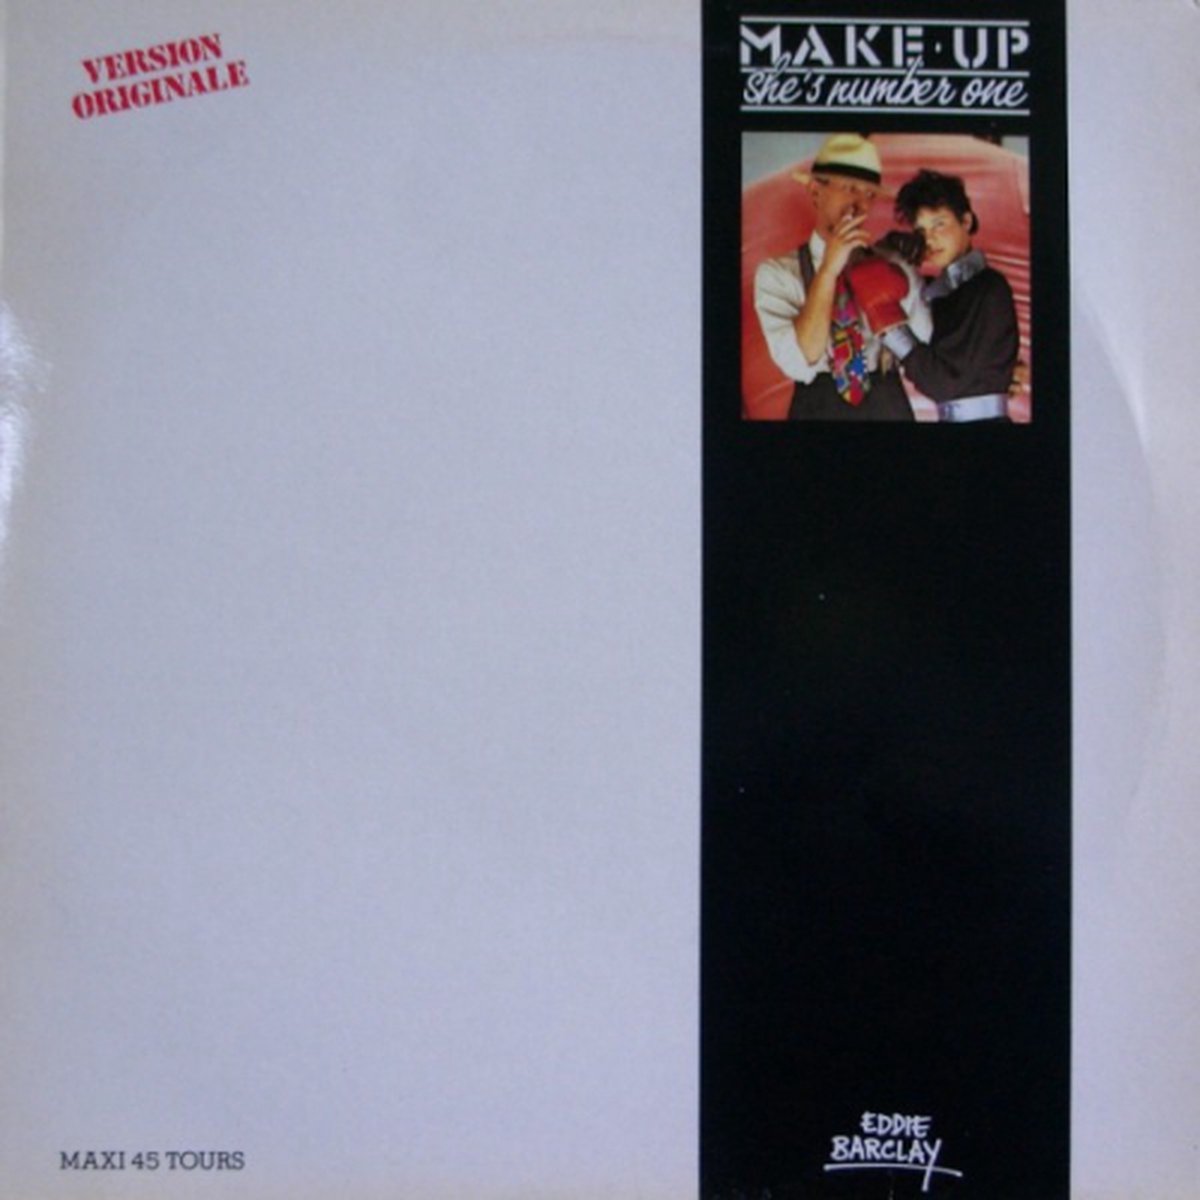 VERSION
ORIGINALE
MAKE·UP
She's number one
EDDIE
BARCLAY
MAXI 45 TOURS